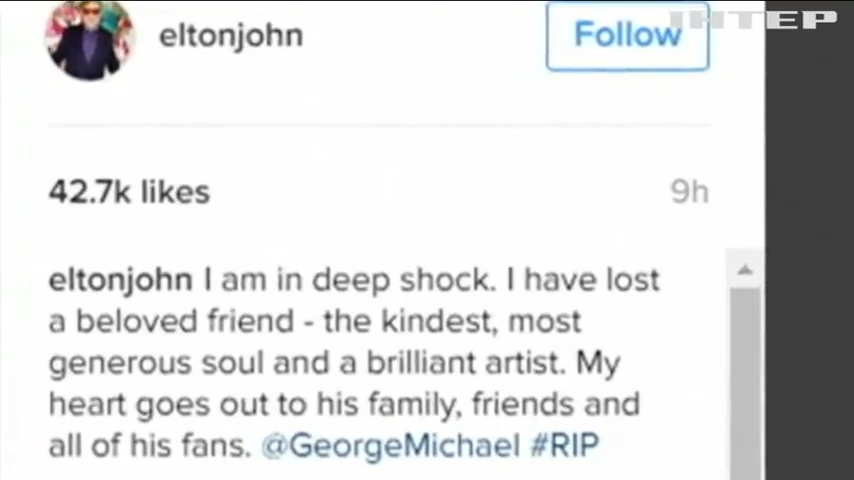 ІНТЕР
eltonjohn
Follow
42.7k likes
9h
eltonjohn I am in deep shock. I have lost
a beloved friend - the kindest, most
generous soul and a brilliant artist. My
heart goes out to his family, friends and
all of his fans. @GeorgeMichael #RIP